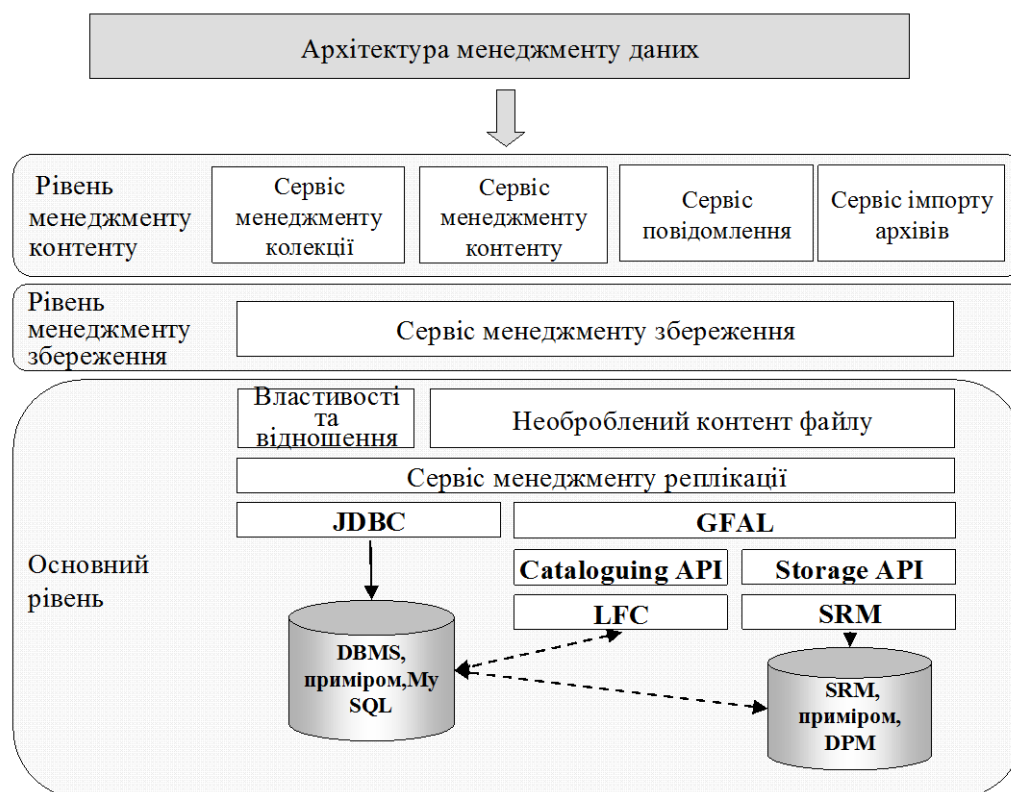 Архітектура менеджменту даних
Рівень
менеджменту
контенту
Сервіс
менеджменту
колекції
Сервіс
менеджменту
контенту
Сервіс
повідомлення
Сервіс імпорту
архівів
Рівень
менеджменту
збереження
Сервіс менеджменту збереження
Основний
рівень
Властивості
та
відношення
Необроблений контент файлу
Сервіс менеджменту реплікації
JDBC
GFAL
Cataloguing API
Storage API
LFC
SRM
DBMS,
приміром,My
SQL
SRM,
приміром,
DPM